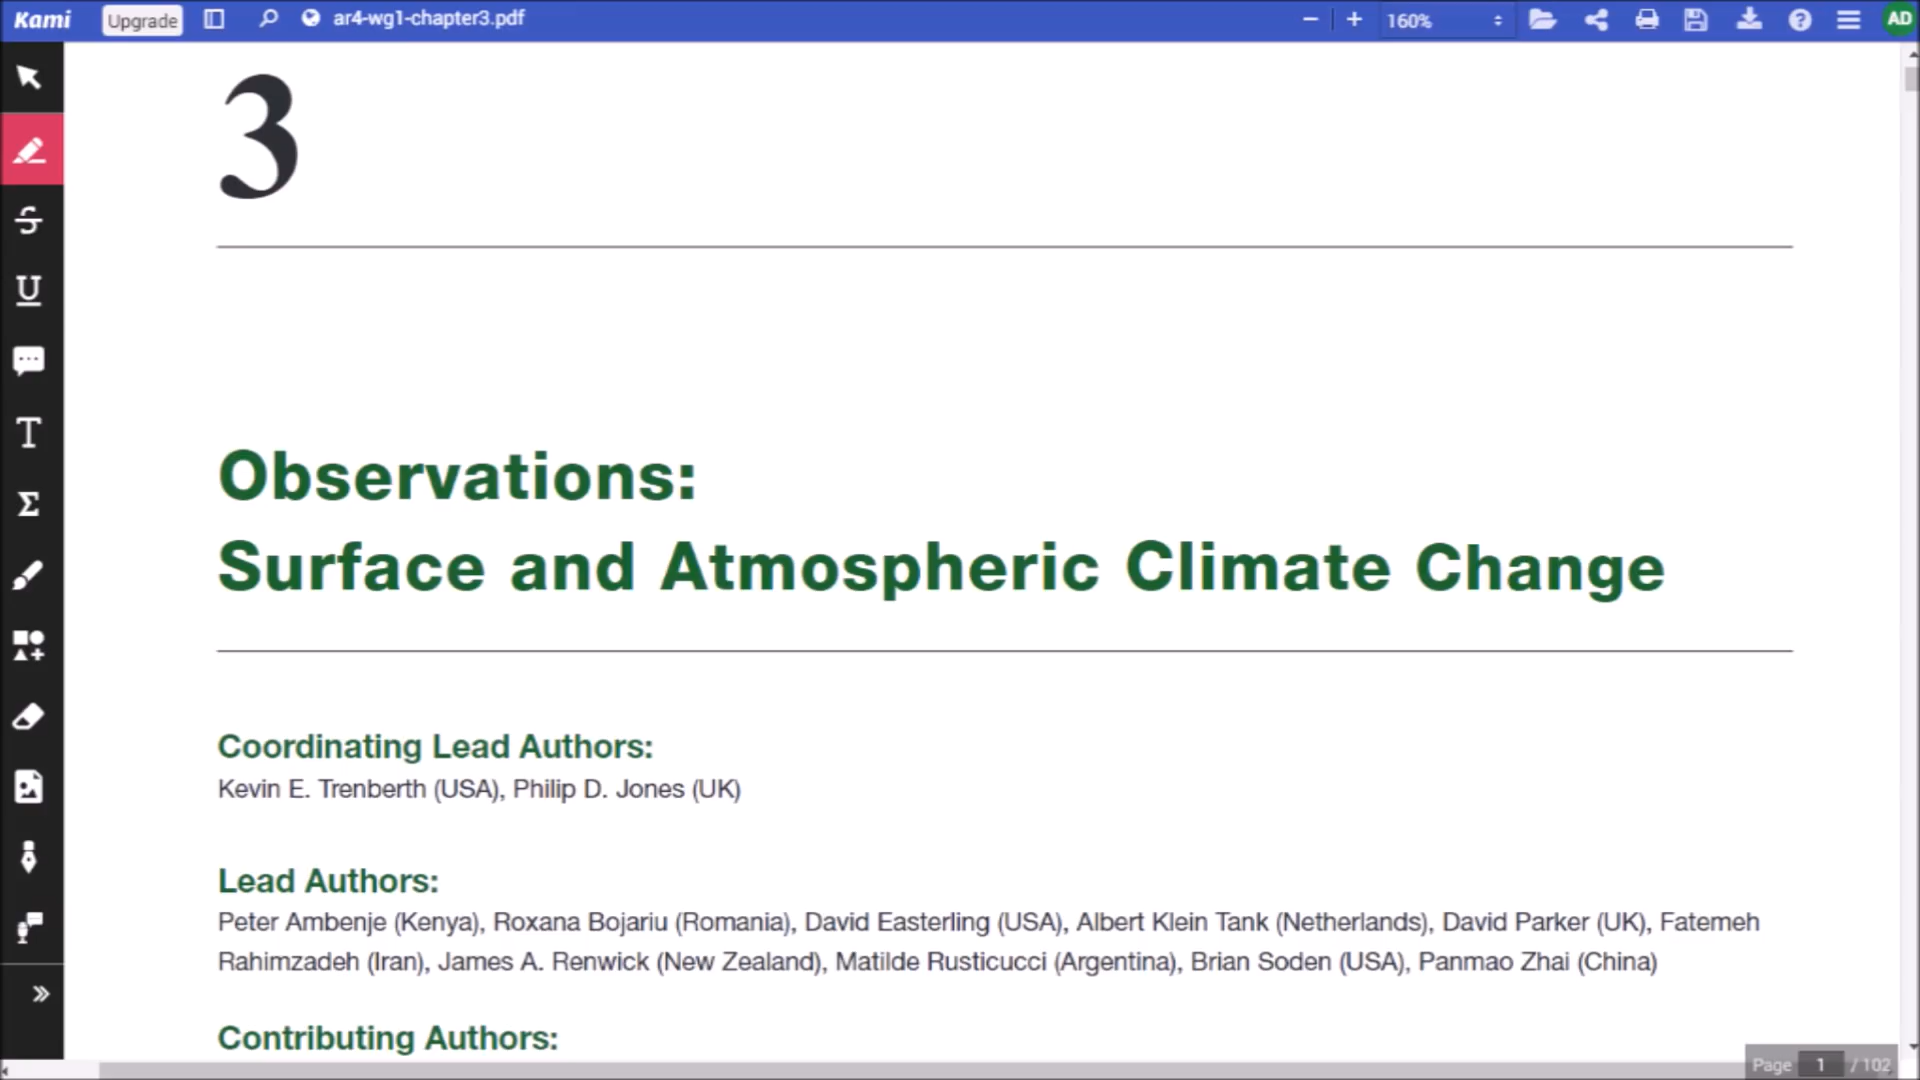 Kami Upgrade ar4-wg1-chapter3.pdf 160% AD
3
Observations:
Surface and Atmospheric Climate Change
Coordinating Lead Authors:
Kevin E. Trenberth (USA), Philip D. Jones (UK)
Lead Authors:
Peter Ambenje (Kenya), Roxana Bojariu (Romania), David Easterling (USA), Albert Klein Tank (Netherlands), David Parker (UK), Fatemeh
Rahimzadeh (Iran), James A. Renwick (New Zealand), Matilde Rusticucci (Argentina), Brian Soden (USA), Panmao Zhai (China)
Contributing Authors:
Page 1 / 102